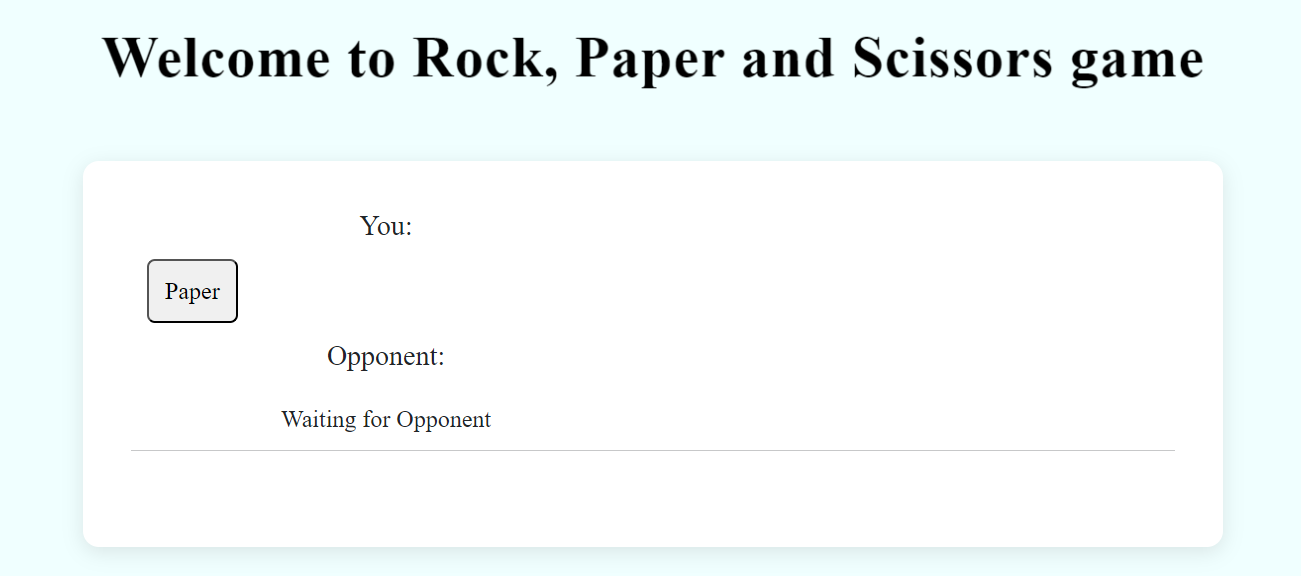 Welcome to Rock, Paper and Scissors game
You:
Paper
Opponent:
Waiting for Opponent